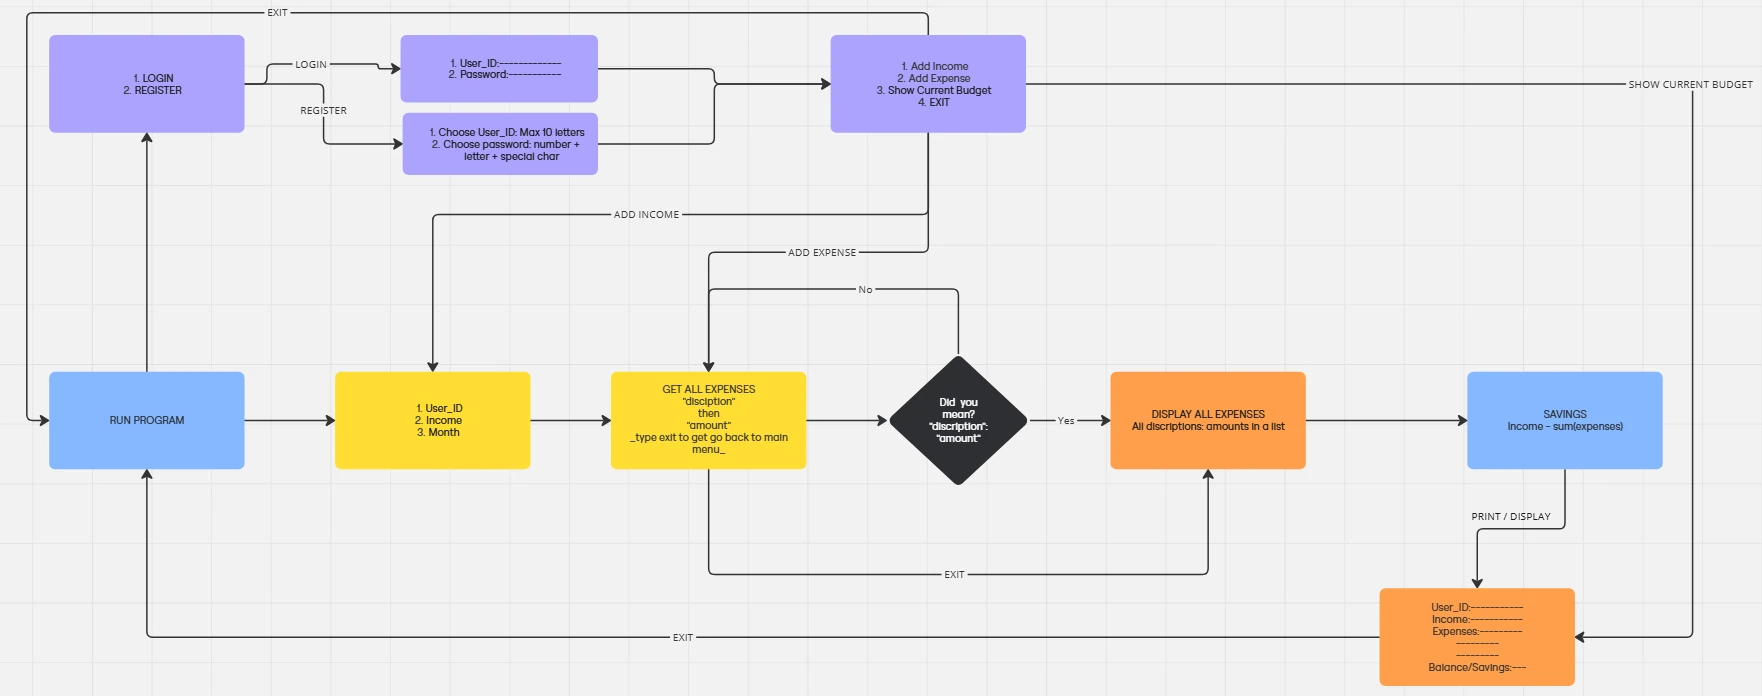 EXIT
1. LOGIN
2. REGISTER
LOGIN
REGISTER
1. User_ID:-------------
2. Password:-----------
1. Choose User_ID: Max 10 letters
2. Choose password: number +
letter + special char
1. Add Income
2. Add Expense
3. Show Current Budget
4. EXIT
SHOW CURRENT BUDGET
ADD INCOME
ADD EXPENSE
No
RUN PROGRAM
1. User_ID
2. Income
3. Month
GET ALL EXPENSES
"disciption"
then
"amount"
_type exit to get go back to main
menu_
Did you
mean?
"discription":
"amount"
Yes
DISPLAY ALL EXPENSES
All discriptions: amounts in a list
SAVINGS
Income - sum(expenses)
PRINT / DISPLAY
EXIT
EXIT
User_ID:-----------
Income:-----------
Expenses:---------
---------
---------
Balance/Savings:---